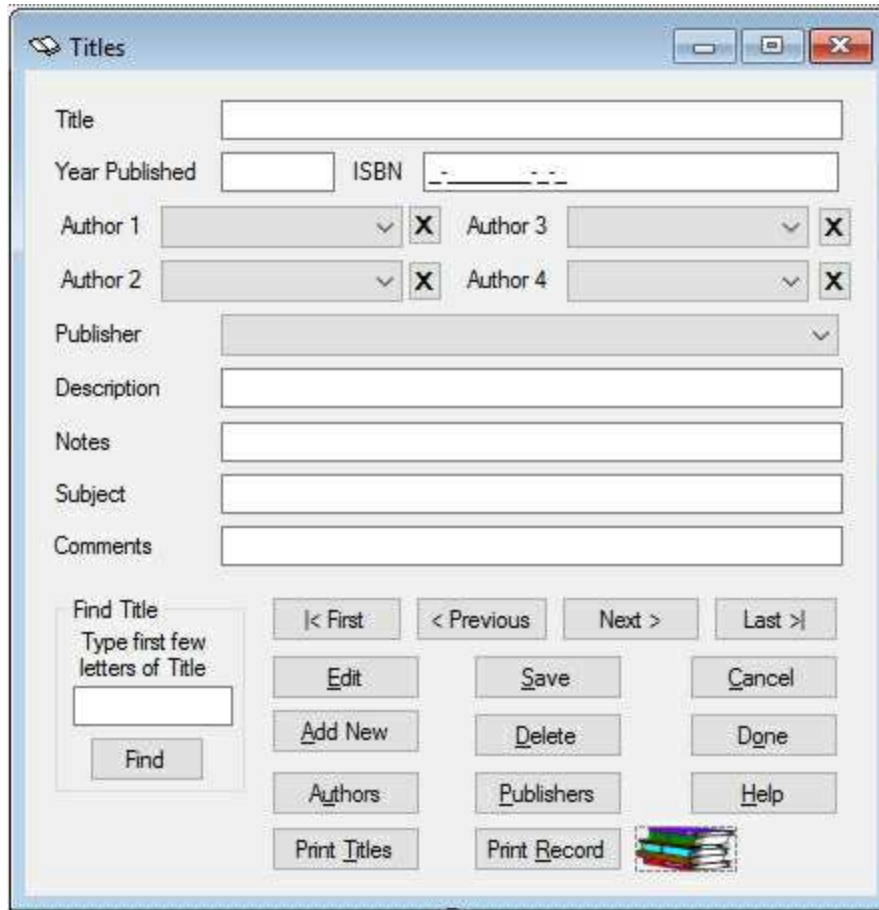 Titles
Title
Year Published ISBN _-_______-_-_
Author 1 X Author 3 X
Author 2 X Author 4 X
Publisher
Description
Notes
Subject
Comments
Find Title
Type first few
letters of Title
Find
|< First < Previous Next > Last >|
Edit Save Cancel
Add New Delete Done
Authors Publishers Help
Print Titles Print Record